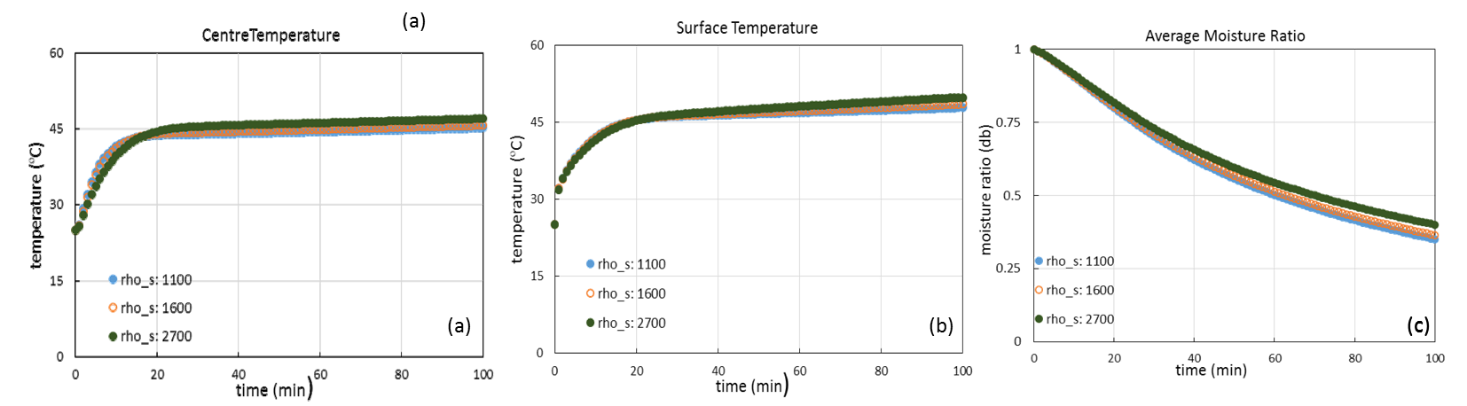 (a)
CentreTemperature
60
45
30
15
0
temperature (°C)
rho_s: 1100
rho_s: 1600
rho_s: 2700
(a)
0
20
40
60
80
100
time (min)
Surface Temperature
60
45
30
15
0
temperature (°C)
rho_s: 1100
rho_s: 1600
rho_s: 2700
(b)
0
20
40
60
80
100
time (min)
Average Moisture Ratio
1
0.75
0.5
0.25
0
moisture ratio (db)
rho_s: 1100
rho_s: 1600
rho_s: 2700
(c)
0
20
40
60
80
100
time (min)